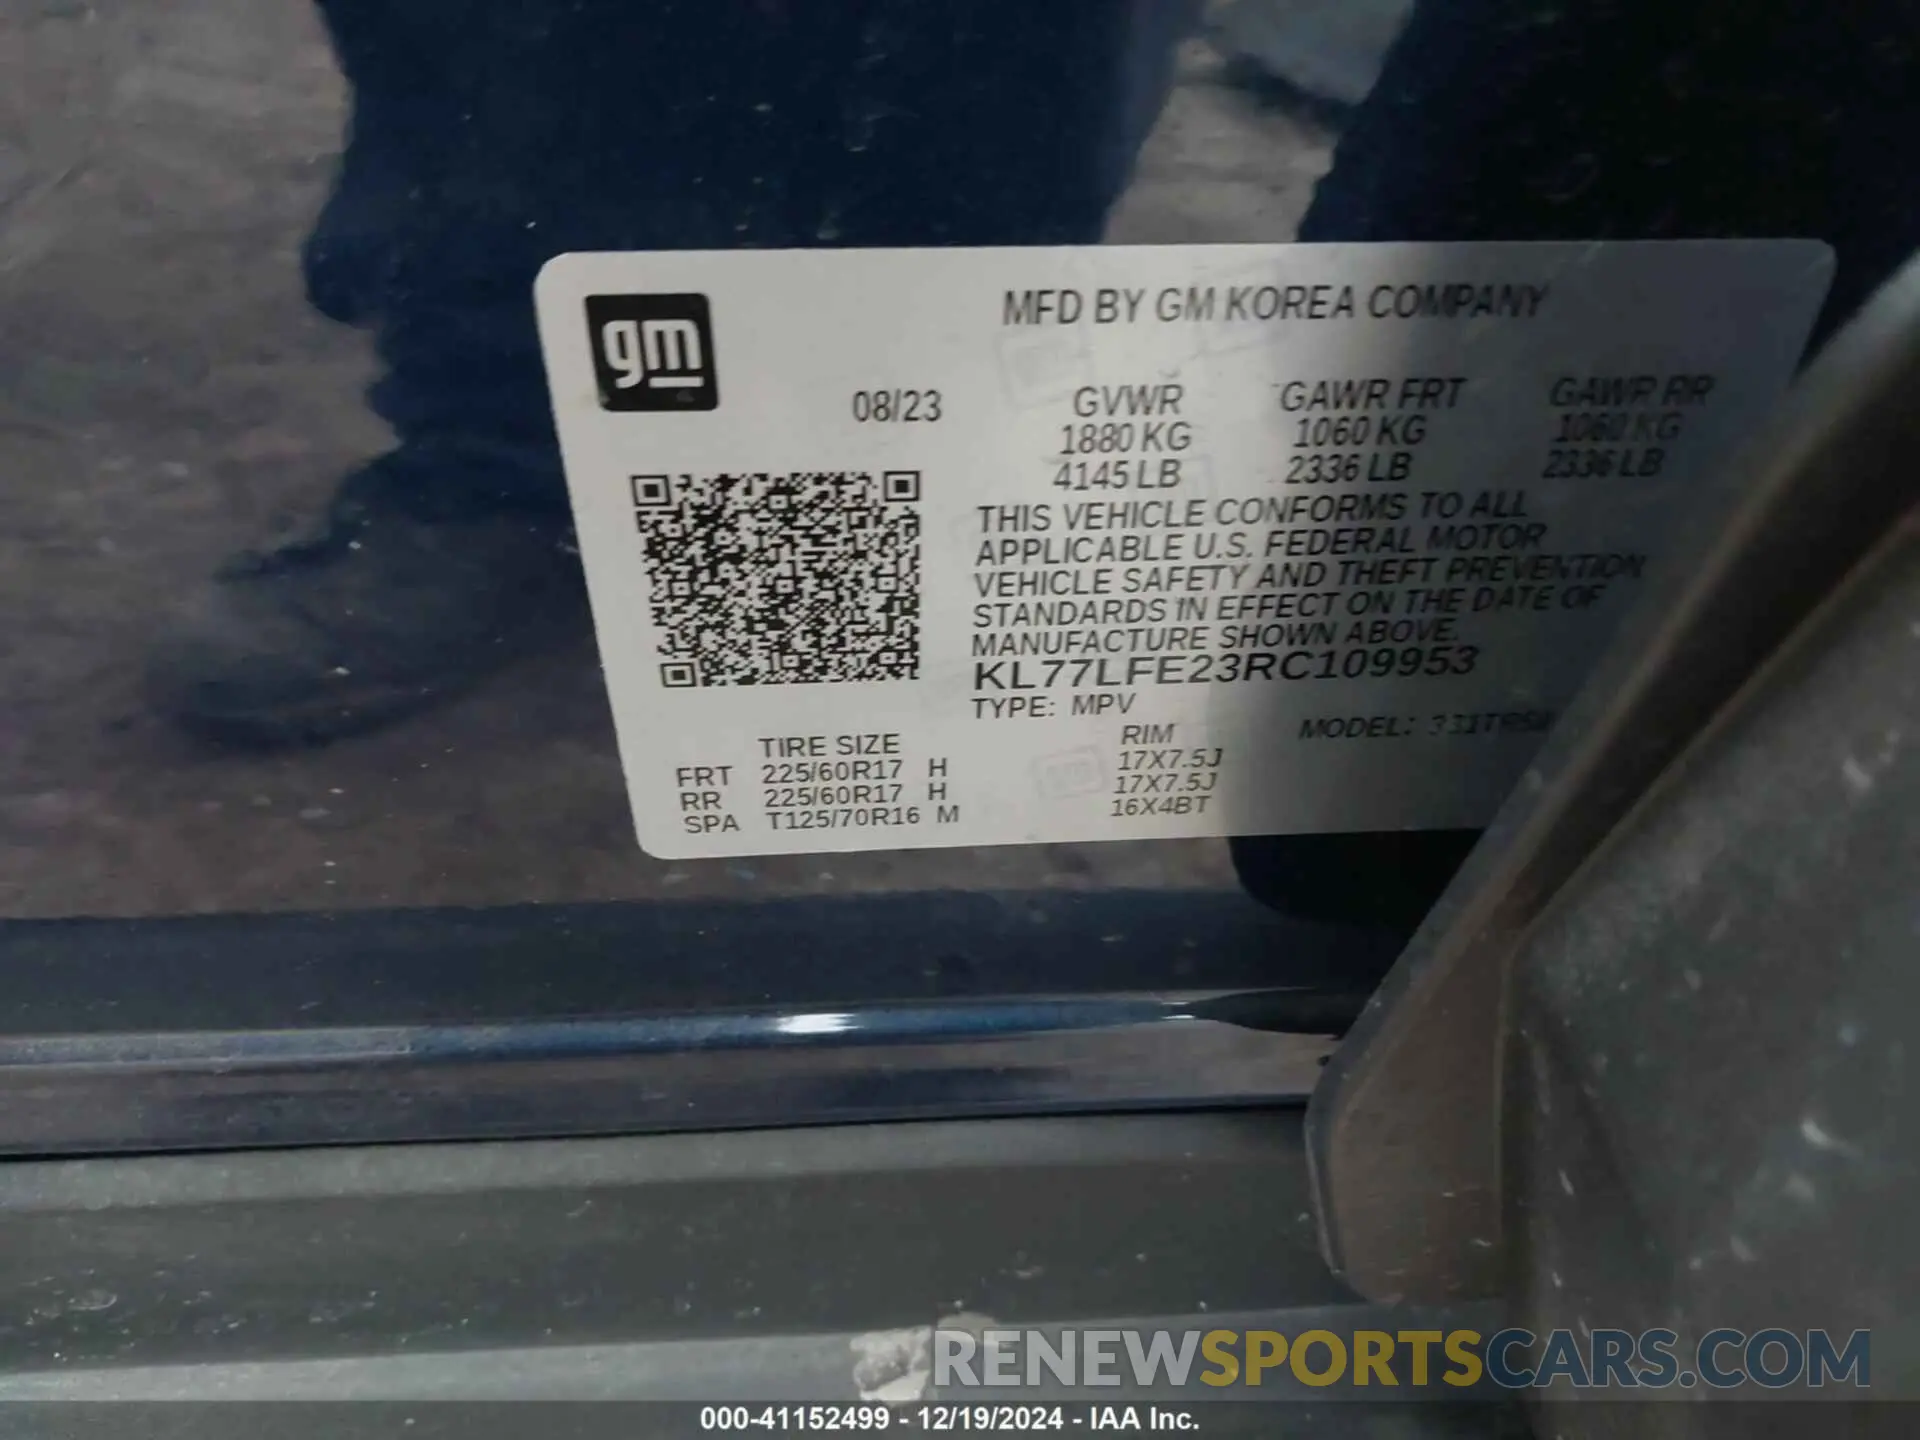 gm
MFD BY GM KOREA COMPANY
08/23
GVWR GAWR FRT GAWR RR
1880 KG 1060 KG 1060 KG
4145 LB 2336 LB 2336 LB
THIS VEHICLE CONFORMS TO ALL
APPLICABLE U.S. FEDERAL MOTOR
VEHICLE SAFETY AND THEFT PREVENTION
STANDARDS IN EFFECT ON THE DATE OF
MANUFACTURE SHOWN ABOVE.
KL77LFE23RC109953
TYPE: MPV
MODEL:
TIRE SIZE RIM
FRT 225/60R17 H 17X7.5J
RR 225/60R17 H 17X7.5J
SPA T125/70R16 M 16X4BT
RENEWSPORTSCARS.COM
000-41152499 - 12/19/2024 - IAA Inc.